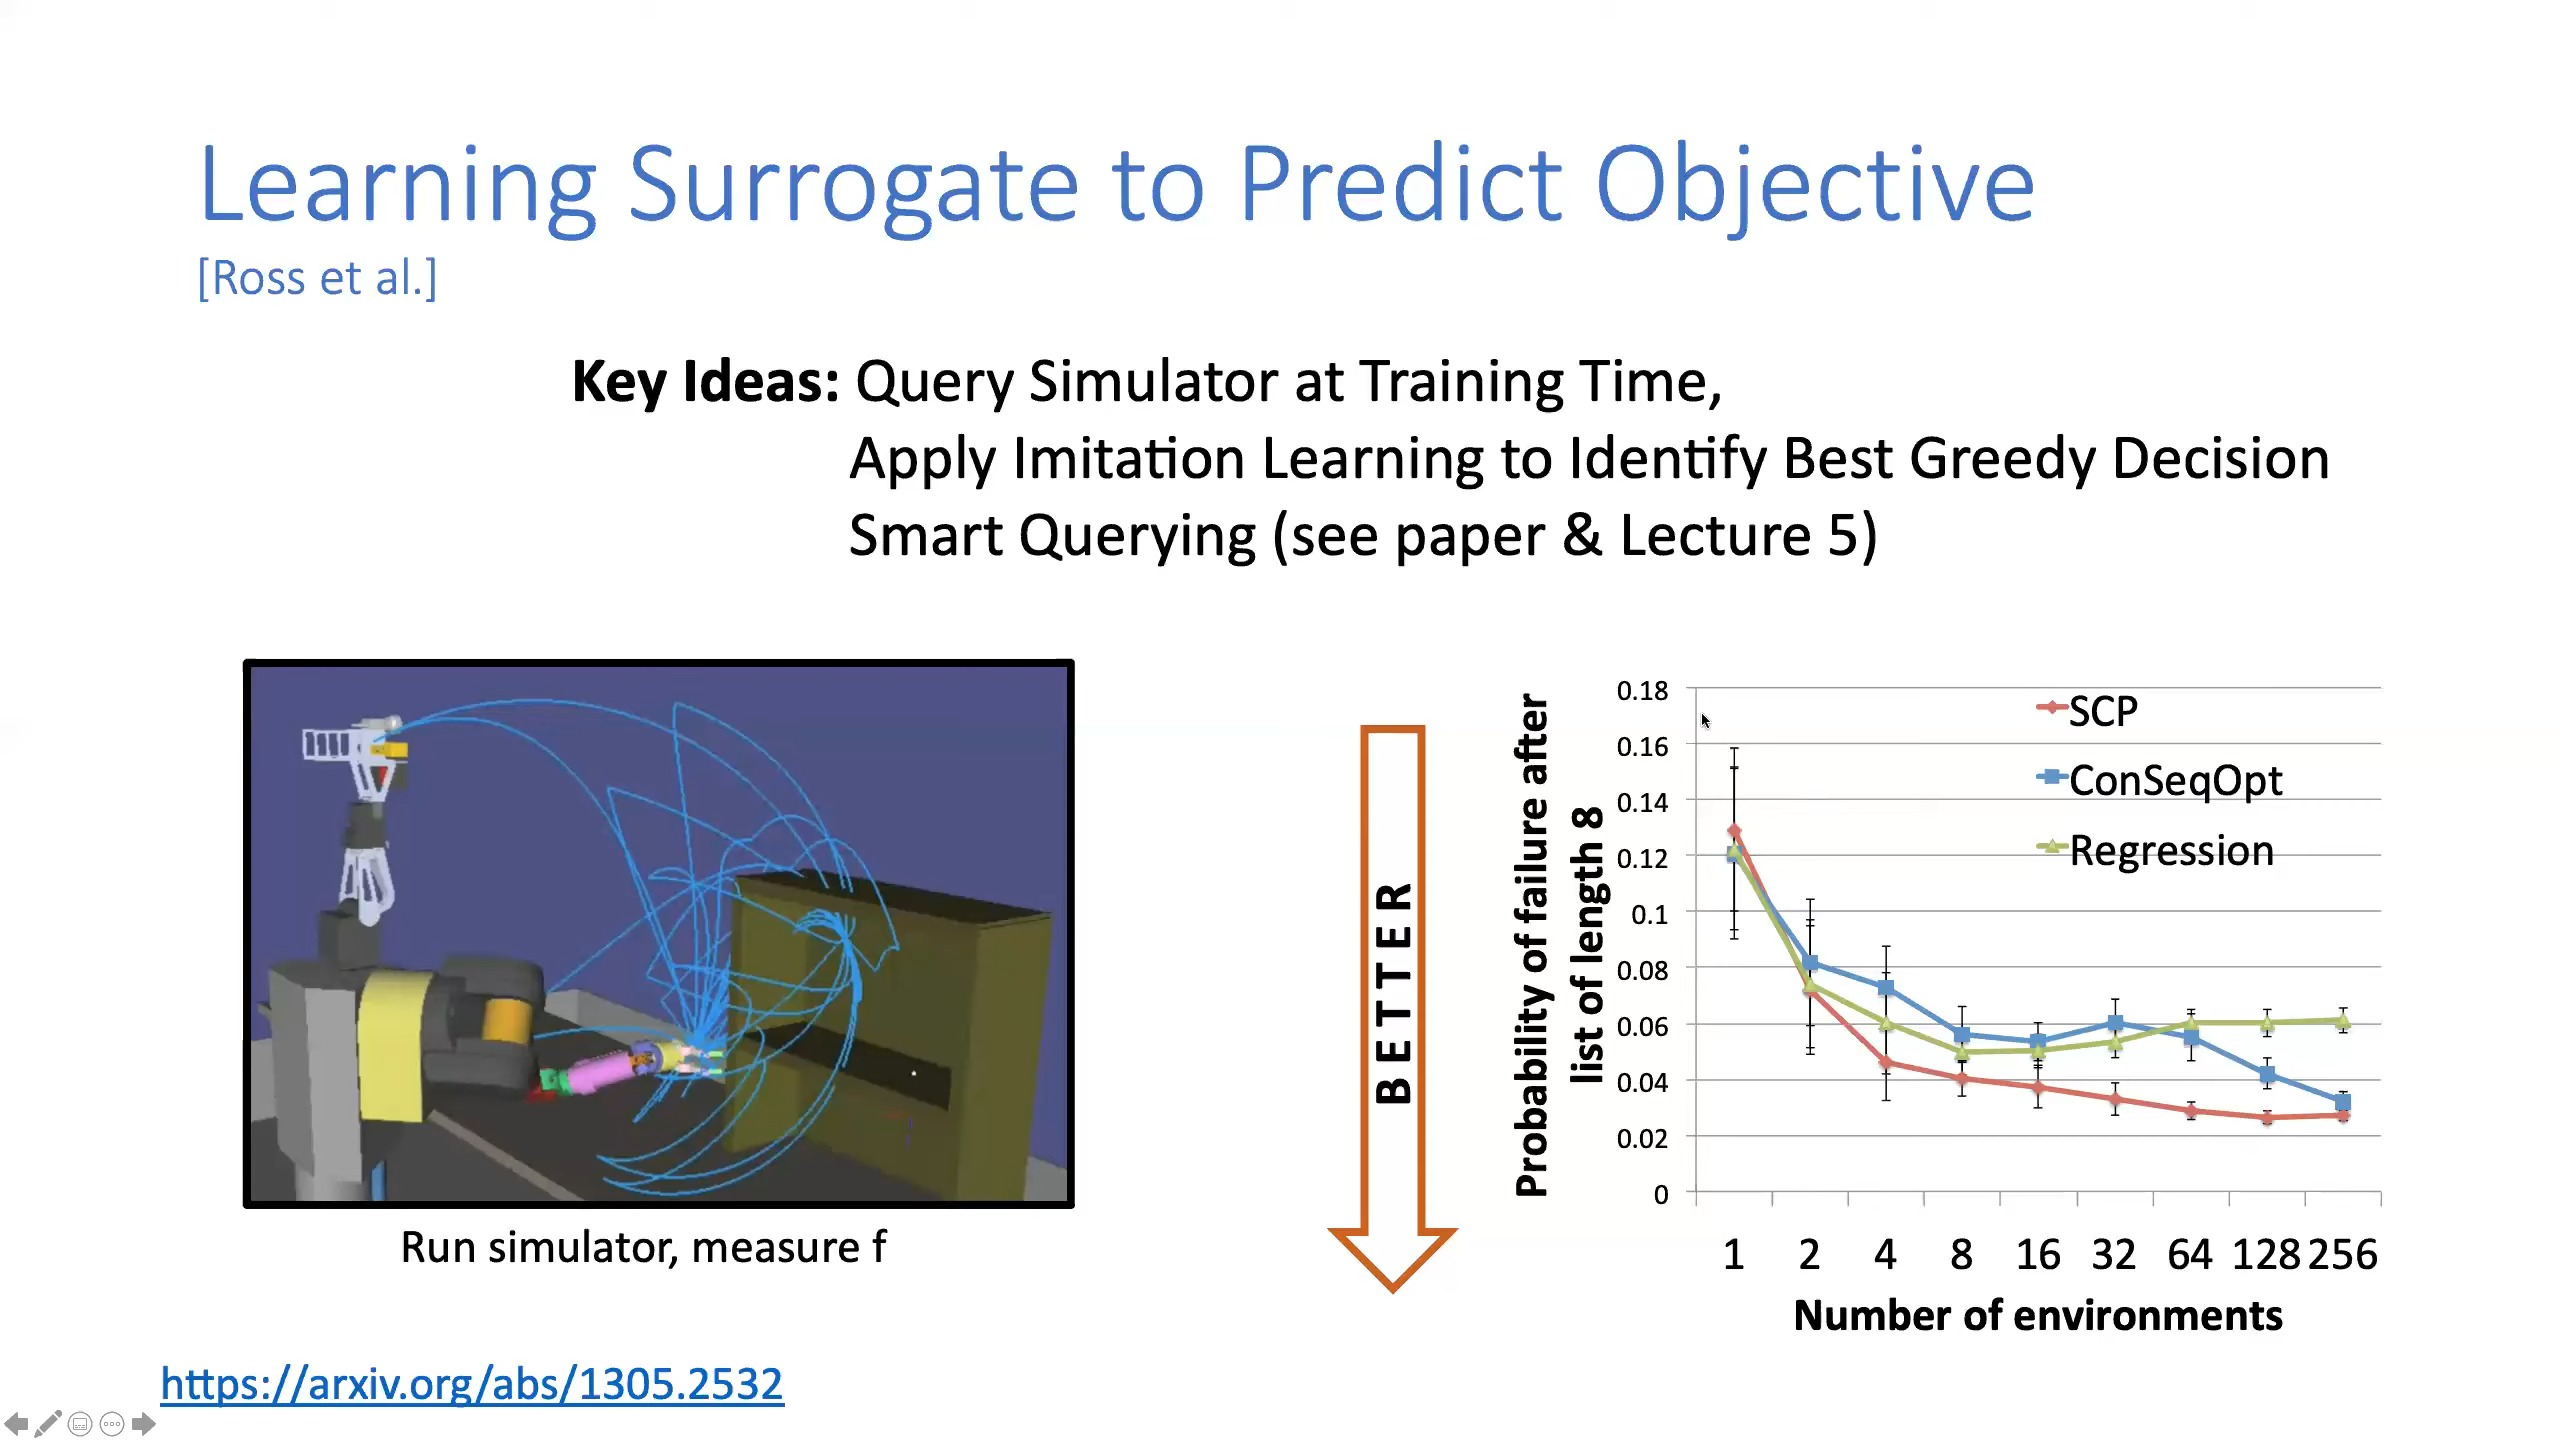 Learning Surrogate to Predict Objective
[Ross et al.]
Key Ideas: Query Simulator at Training Time,
Apply Imitation Learning to Identify Best Greedy Decision
Smart Querying (see paper & Lecture 5)
Run simulator, measure f
https://arxiv.org/abs/1305.2532
BETTER
Probability of failure after
list of length 8
0.18
0.16
0.14
0.12
0.1
0.08
0.06
0.04
0.02
0
SCP
ConSeqOpt
Regression
1 2 4 8 16 32 64 128 256
Number of environments